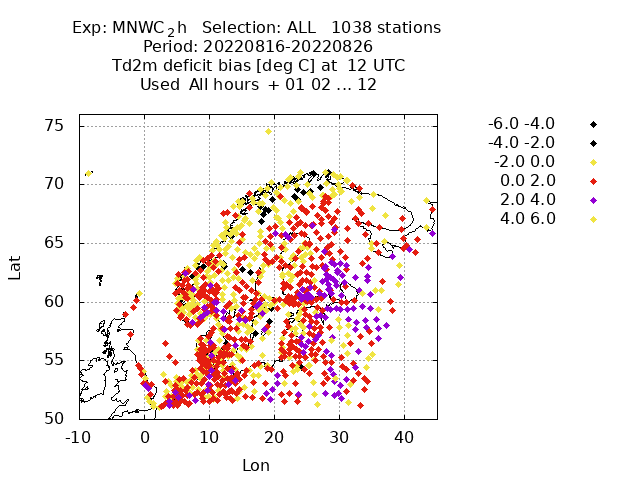 Exp: MNWC_2h   Selection: ALL   1038 stations
Period: 20220816-20220826
Td2m deficit bias [deg C] at  12 UTC
Used  All hours  + 01 02 ... 12
-6.0 -4.0
-4.0 -2.0
-2.0 0.0
0.0 2.0
2.0 4.0
4.0 6.0
75
70
65
60
55
50
Lat
-10 0 10 20 30 40
Lon